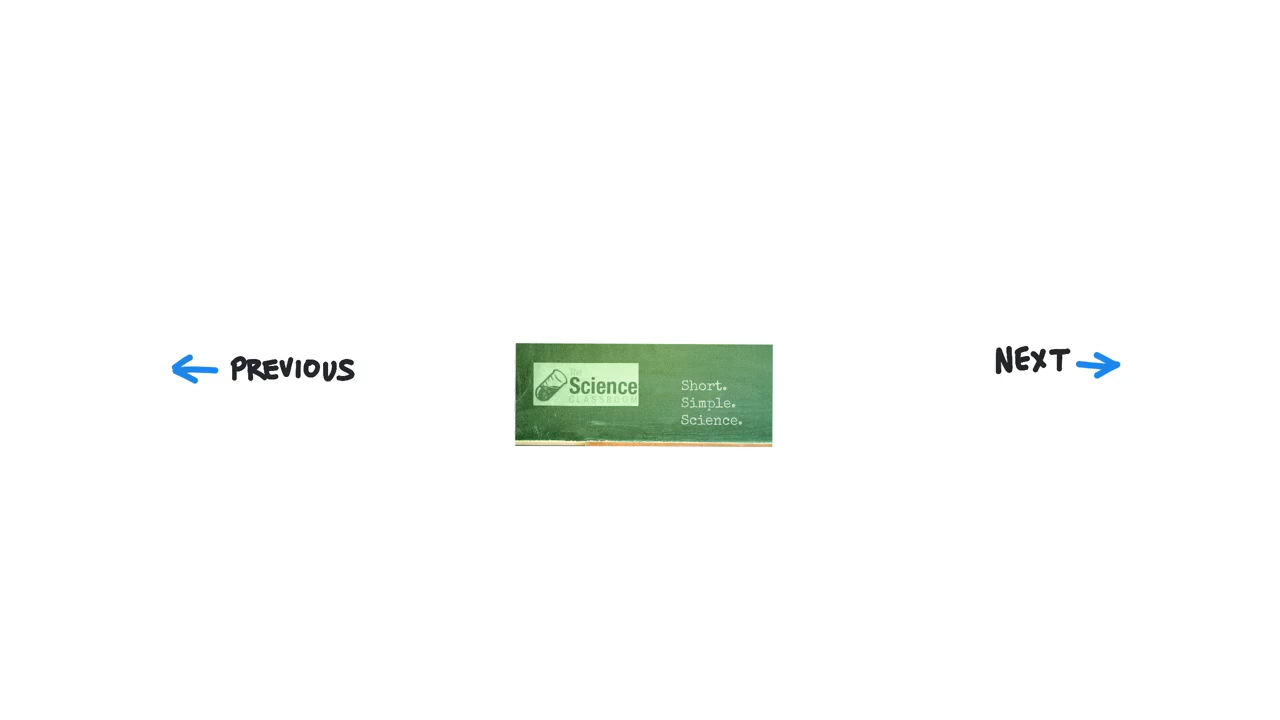 PREVIOUS
NEXT
the
Science
CLASSROOM
Short.
Simple.
Science.